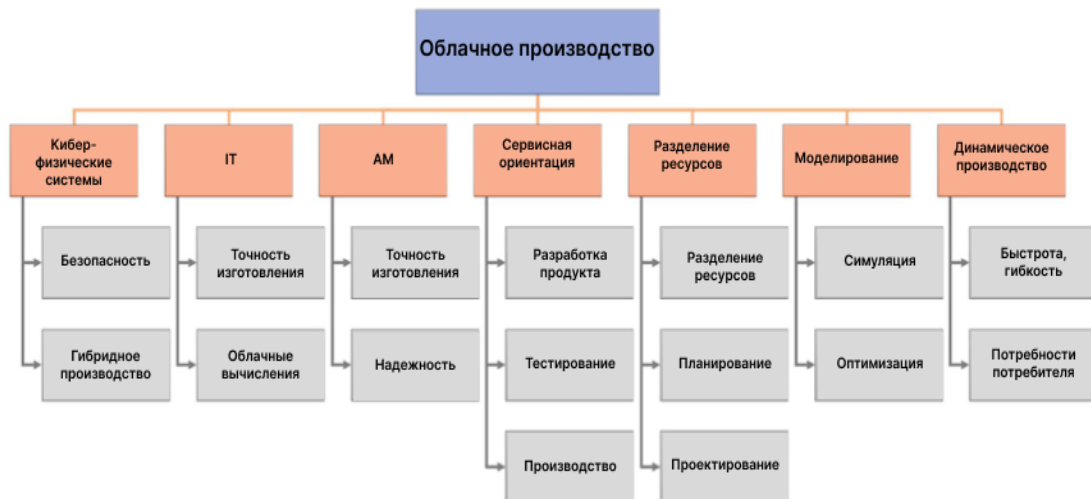 Облачное производство
Кибер-
физические
системы
IT
AM
Сервисная
ориентация
Разделение
ресурсов
Моделирование
Динамическое
производство
Безопасность
Точность
изготовления
Точность
изготовления
Разработка
продукта
Разделение
ресурсов
Симуляция
Быстрота,
гибкость
Гибридное
производство
Облачные
вычисления
Надежность
Тестирование
Планирование
Оптимизация
Потребности
потребителя
Производство
Проектирование